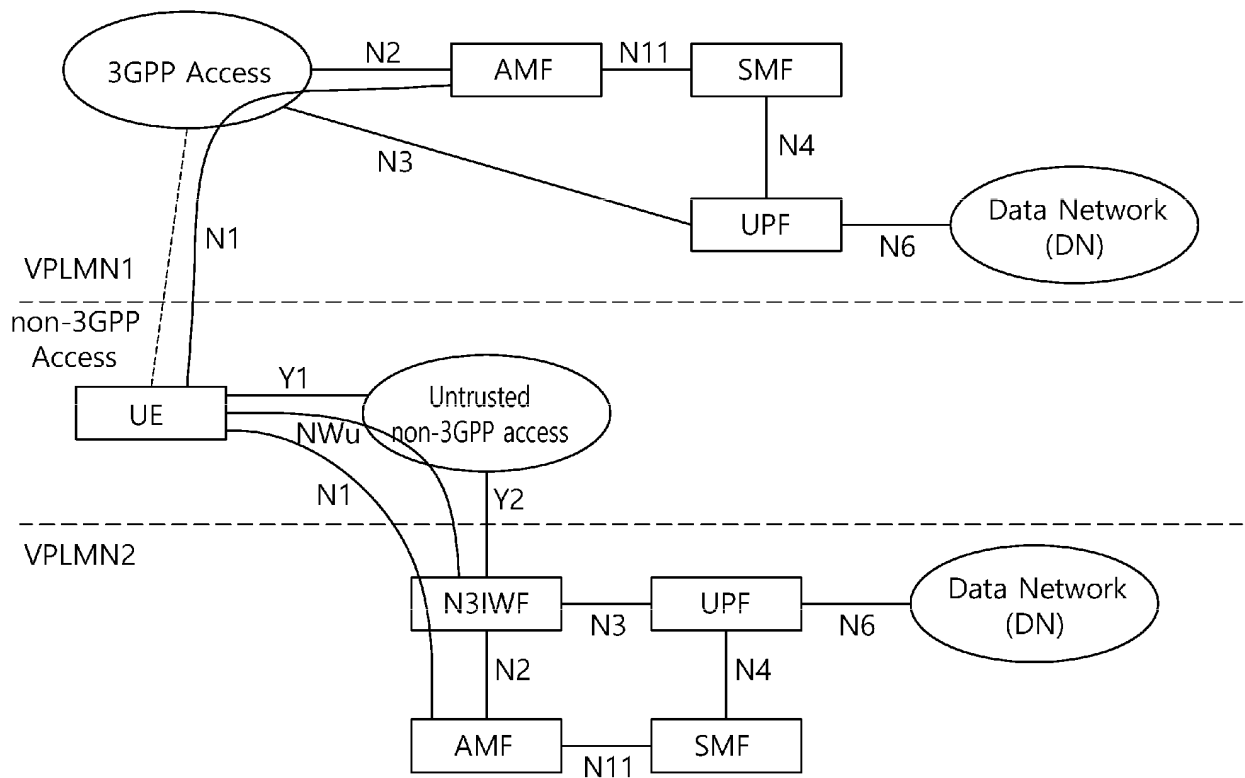 3GPP Access
N2
AMF
N11
SMF
N3
N4
N1
UPF
N6
Data Network
(DN)
VPLMN1
non-3GPP
Access
UE
Y1
Untrusted
non-3GPP access
NWu
N1
Y2
VPLMN2
N3IWF
N3
UPF
N6
Data Network
(DN)
N2
N4
AMF
N11
SMF